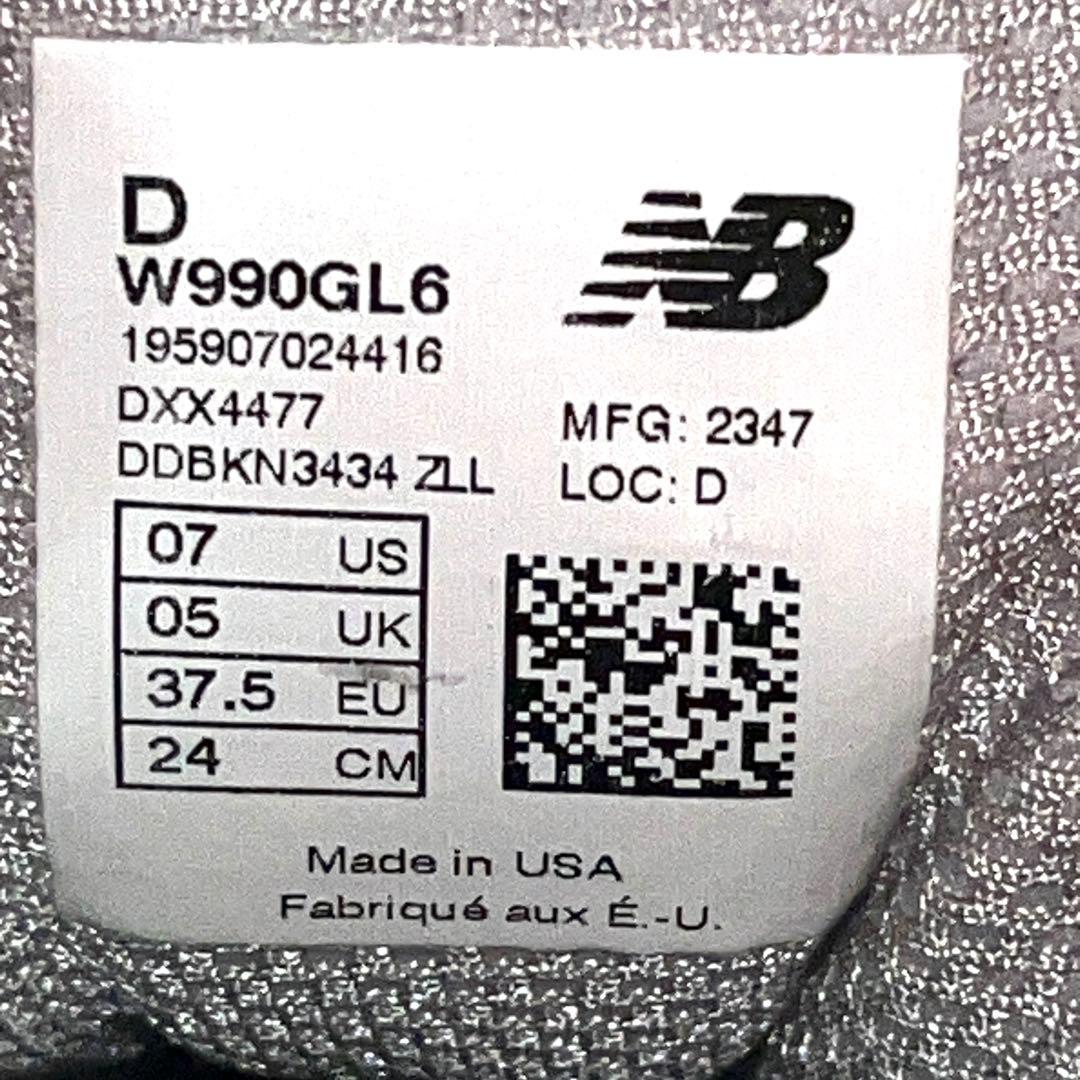 D
NB
W990GL6
195907024416
DXX4477
MFG: 2347
DDBKN3434 ZLL
LOC: D
07 US
05 UK
37.5 EU
24 CM
Made in USA
Fabriqué aux É.-U.